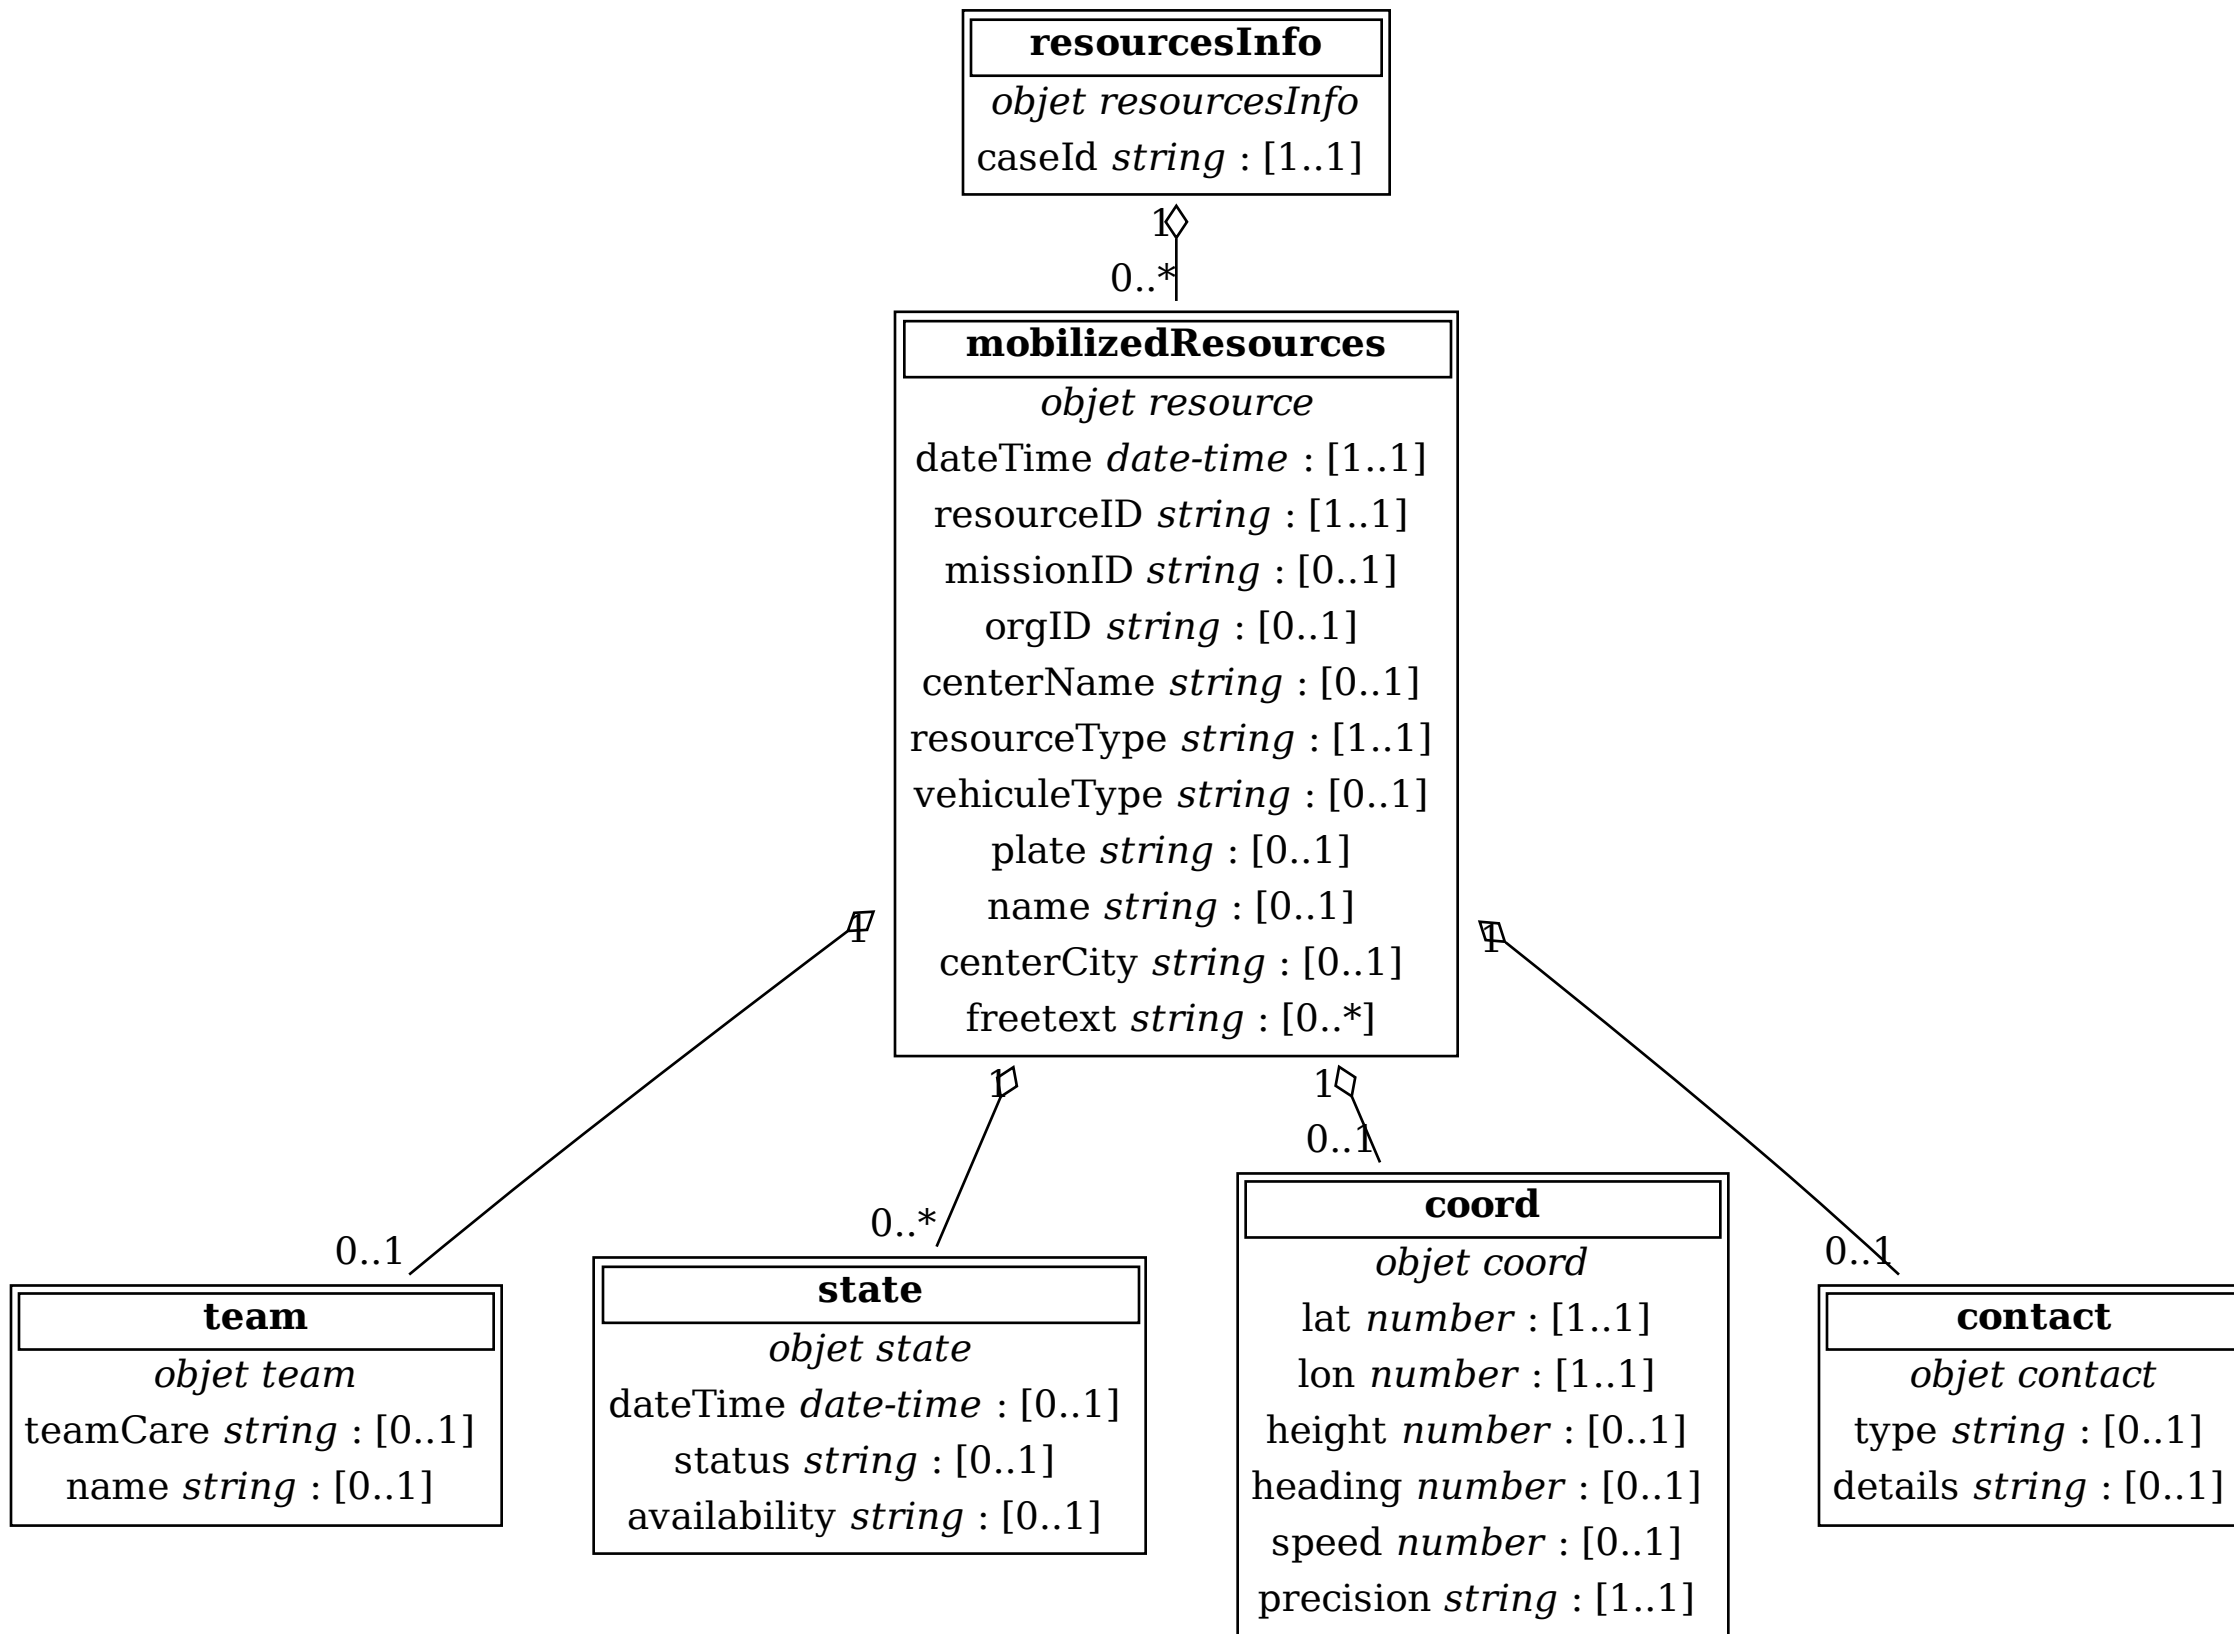 resourcesInfo
objet resourcesInfo
caseId string : [1..1]
1
0..*
mobilizedResources
objet resource
dateTime date-time : [1..1]
resourceID string : [1..1]
missionID string : [0..1]
orgID string : [0..1]
centerName string : [0..1]
resourceType string : [1..1]
vehiculeType string : [0..1]
plate string : [0..1]
name string : [0..1]
centerCity string : [0..1]
freetext string : [0..*]
1
0..1
team
objet team
teamCare string : [0..1]
name string : [0..1]
1
0..*
state
objet state
dateTime date-time : [0..1]
status string : [0..1]
availability string : [0..1]
1
0..1
coord
objet coord
lat number : [1..1]
lon number : [1..1]
height number : [0..1]
heading number : [0..1]
speed number : [0..1]
precision string : [1..1]
1
0..1
contact
objet contact
type string : [0..1]
details string : [0..1]